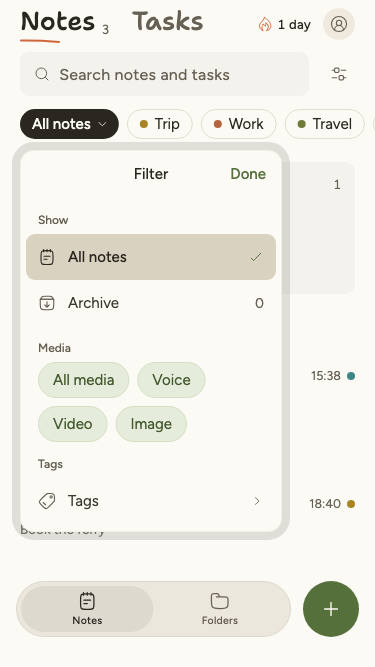 Notes 3 Tasks 1 day
Search notes and tasks
All notes Trip Work Travel
Filter Done
1
Show
All notes
Archive 0
Media
All media Voice
15:38
Video Image
Tags
Tags
18:40
Book the ferry
Notes Folders